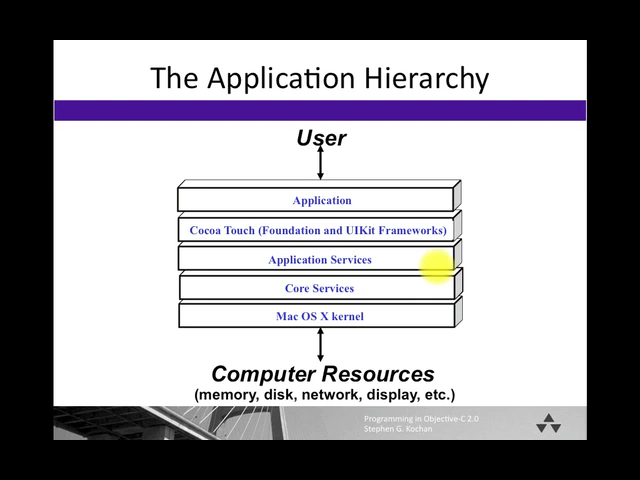 The Application Hierarchy
User
Application
Cocoa Touch (Foundation and UIKit Frameworks)
Application Services
Core Services
Mac OS X kernel
Computer Resources
(memory, disk, network, display, etc.)
Programming in Objective-C 2.0
Stephen G. Kochan